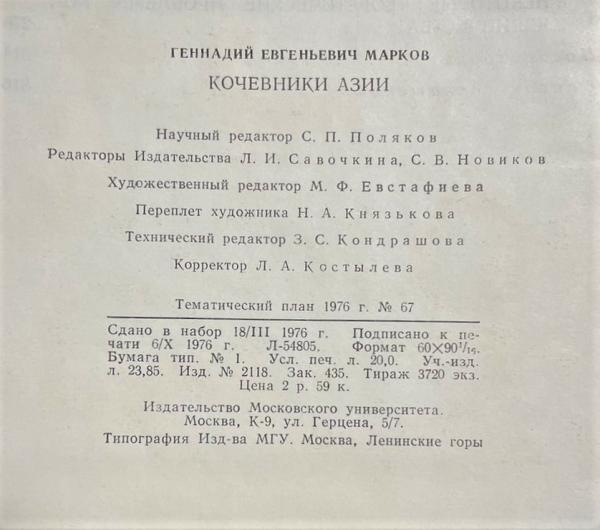 ГЕННАДИЙ ЕВГЕНЬЕВИЧ МАРКОВ
КОЧЕВНИКИ АЗИИ
Научный редактор С. П. Поляков
Редакторы Издательства Л. И. Савочкина, С. В. Новиков
Художественный редактор М. Ф. Евстафиева
Переплет художника Н. А. Князькова
Технический редактор З. С. Кондрашова
Корректор Л. А. Костылева
Тематический план 1976 г. № 67
Сдано в набор 18/III 1976 г. Подписано к пе-
чати 6/X 1976 г. Л-54805. Формат 60×90¹/₁₆.
Бумага тип. № 1. Усл. печ. л. 20,0. Уч.-изд.
л. 23,85. Изд. № 2118. Зак. 435. Тираж 3720 экз.
Цена 2 р. 59 к.
Издательство Московского университета.
Москва, К-9, ул. Герцена, 5/7.
Типография Изд-ва МГУ. Москва, Ленинские горы